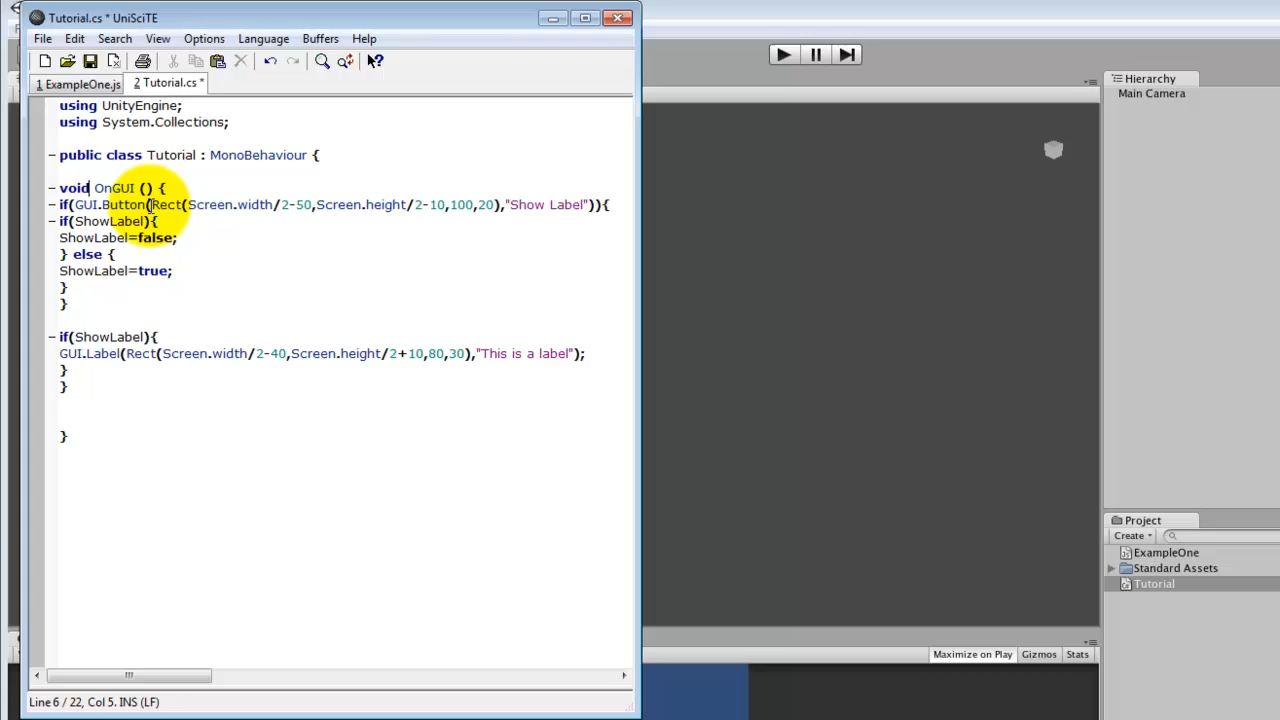 Tutorial.cs * UniSciTE
File Edit Search View Options Language Buffers Help
1 ExampleOne.js 2 Tutorial.cs *
using UnityEngine;
using System.Collections;
public class Tutorial : MonoBehaviour {
void OnGUI () {
if(GUI.Button(Rect(Screen.width/2-50,Screen.height/2-10,100,20),"Show Label")){
if(ShowLabel){
ShowLabel=false;
} else {
ShowLabel=true;
}
}
if(ShowLabel){
GUI.Label(Rect(Screen.width/2-40,Screen.height/2+10,80,30),"This is a label");
}
}
}
Line 6 / 22, Col 5. INS (LF)
Hierarchy
Main Camera
Project
Create
ExampleOne
Standard Assets
Tutorial
Maximize on Play Gizmos Stats